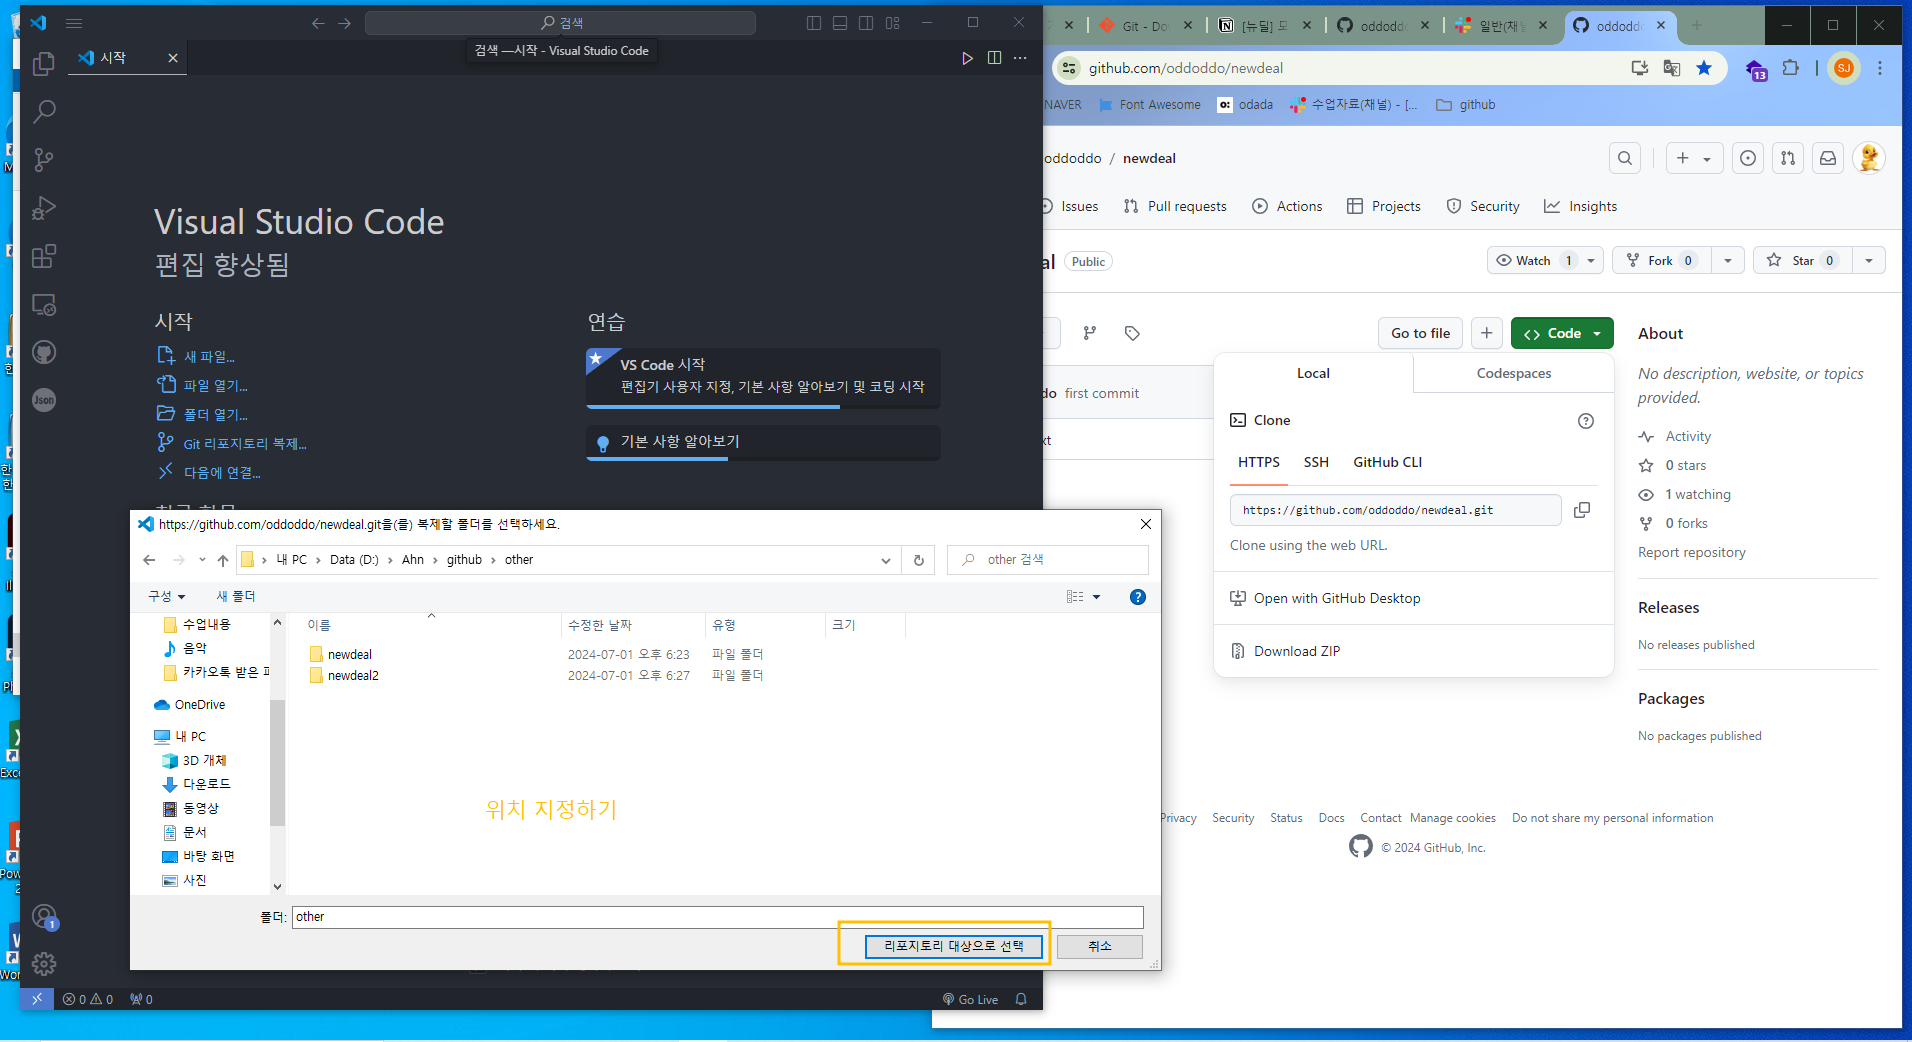 검색
검색 —시작 - Visual Studio Code
시작
Visual Studio Code
편집 향상됨
시작
새 파일...
파일 열기...
폴더 열기...
Git 리포지토리 복제...
다음에 연결...
연습
VS Code 시작
편집기 사용자 지정, 기본 사항 알아보기 및 코딩 시작
기본 사항 알아보기
Json
1
0 0 0
Go Live
https://github.com/oddoddo/newdeal.git을(를) 복제할 폴더를 선택하세요.
내 PC › Data (D:) › Ahn › github › other
other 검색
구성 새 폴더
수업내용
음악
카카오톡 받은
OneDrive
내 PC
3D 개체
다운로드
동영상
문서
바탕 화면
사진
이름 수정한 날짜 유형 크기
newdeal 2024-07-01 오후 6:23 파일 폴더
newdeal2 2024-07-01 오후 6:27 파일 폴더
위치 지정하기
폴더: other
리포지토리 대상으로 선택 취소
Git - Do [뉴딜] 일반(채널 oddodd
github.com/oddoddo/newdeal
13
SJ
NAVER Font Awesome odada 수업자료(채널) - [... github
oddoddo / newdeal
Issues Pull requests Actions Projects Security Insights
Public
Watch 1 Fork 0 Star 0
Go to file + Code
first commit
Local Codespaces
Clone
HTTPS SSH GitHub CLI
https://github.com/oddoddo/newdeal.git
Clone using the web URL.
Open with GitHub Desktop
Download ZIP
About
No description, website, or topics
provided.
Activity
0 stars
1 watching
0 forks
Report repository
Releases
No releases published
Packages
No packages published
Privacy Security Status Docs Contact Manage cookies Do not share my personal information
© 2024 GitHub, Inc.